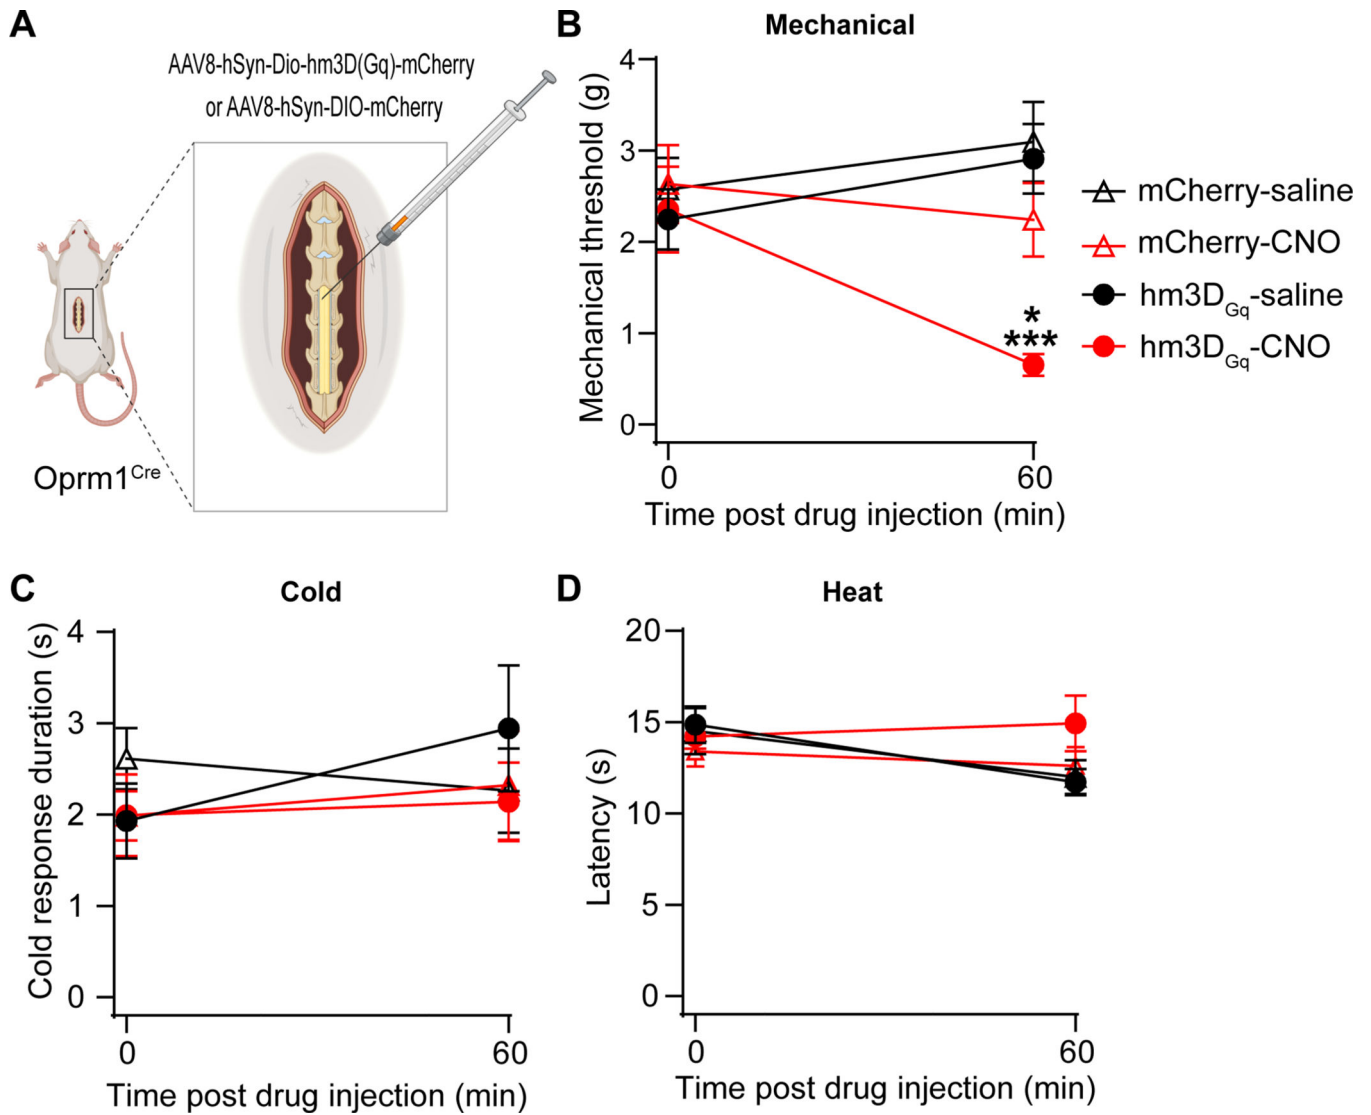 A
AAV8-hSyn-Dio-hm3D(Gq)-mCherry
or AAV8-hSyn-DIO-mCherry
Oprm1Cre
B
Mechanical
Mechanical threshold (g)
4
3
2
1
0
*
***
0
60
Time post drug injection (min)
mCherry-saline
mCherry-CNO
hm3DGq-saline
hm3DGq-CNO
C
Cold
Cold response duration (s)
4
3
2
1
0
0
60
Time post drug injection (min)
D
Heat
Latency (s)
20
15
10
5
0
0
60
Time post drug injection (min)